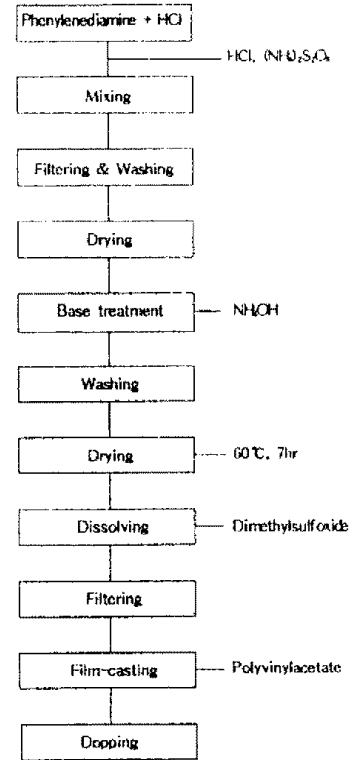 Phenylenediamine + HCl
HCl, (NH₄)₂S₂O₈
Mixing
Filtering & Washing
Drying
Base treatment
NH₄OH
Washing
Drying
60℃, 7hr
Dissolving
Dimethylsulfoxide
Filtering
Film-casting
Polyvinylacetate
Dopping